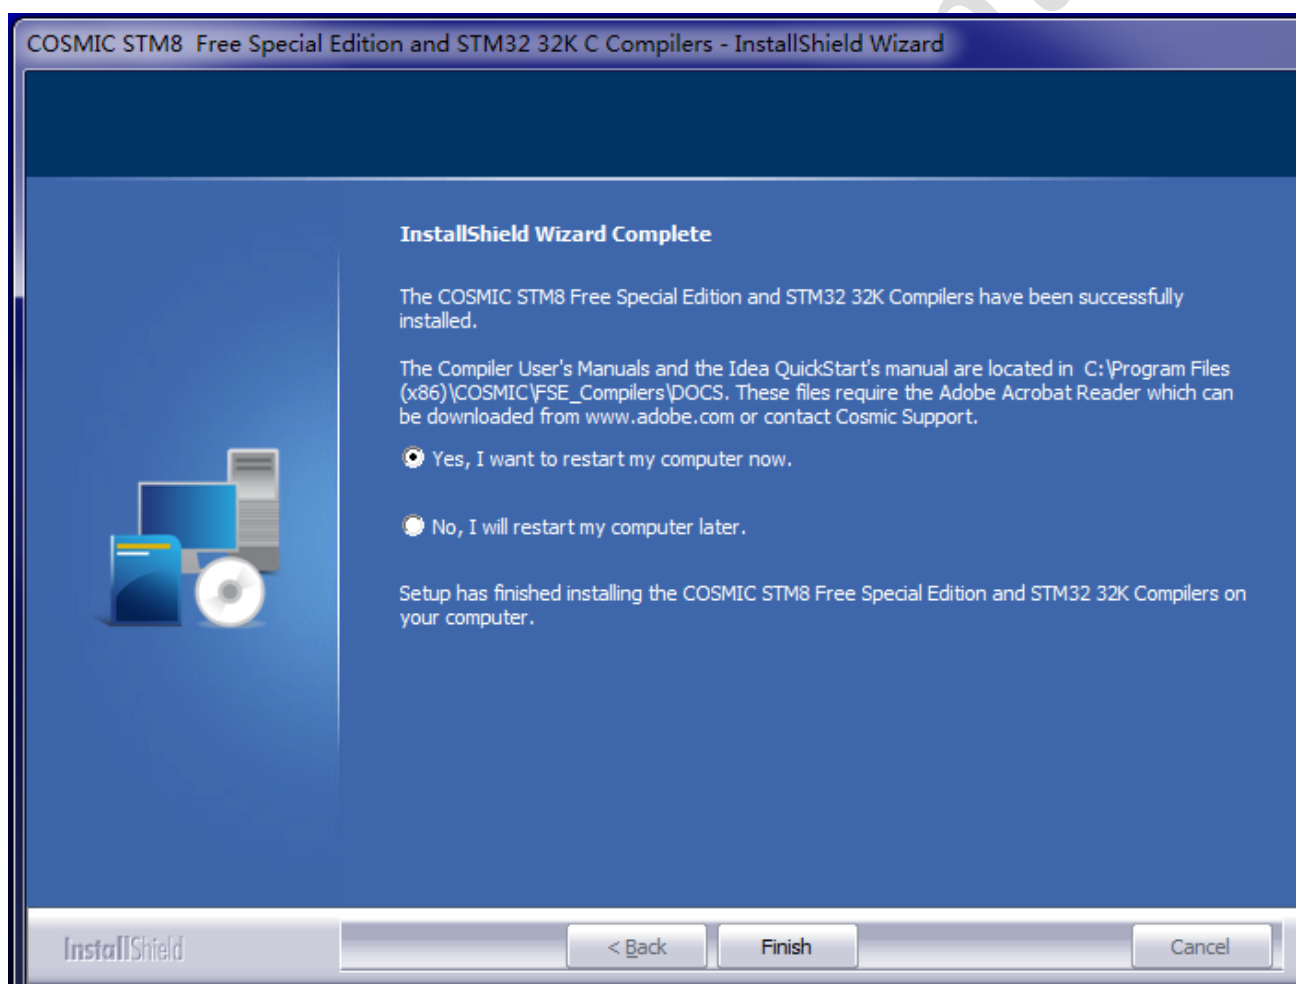 COSMIC STM8  Free Special Edition and STM32 32K C Compilers - InstallShield Wizard
InstallShield Wizard Complete
The COSMIC STM8 Free Special Edition and STM32 32K Compilers have been successfully
installed.
The Compiler User's Manuals and the Idea QuickStart's manual are located in  C:\Program Files
(x86)\COSMIC\FSE_Compilers\DOCS. These files require the Adobe Acrobat Reader which can
be downloaded from www.adobe.com or contact Cosmic Support.
Yes, I want to restart my computer now.
No, I will restart my computer later.
Setup has finished installing the COSMIC STM8 Free Special Edition and STM32 32K Compilers on
your computer.
InstallShield
< Back
Finish
Cancel